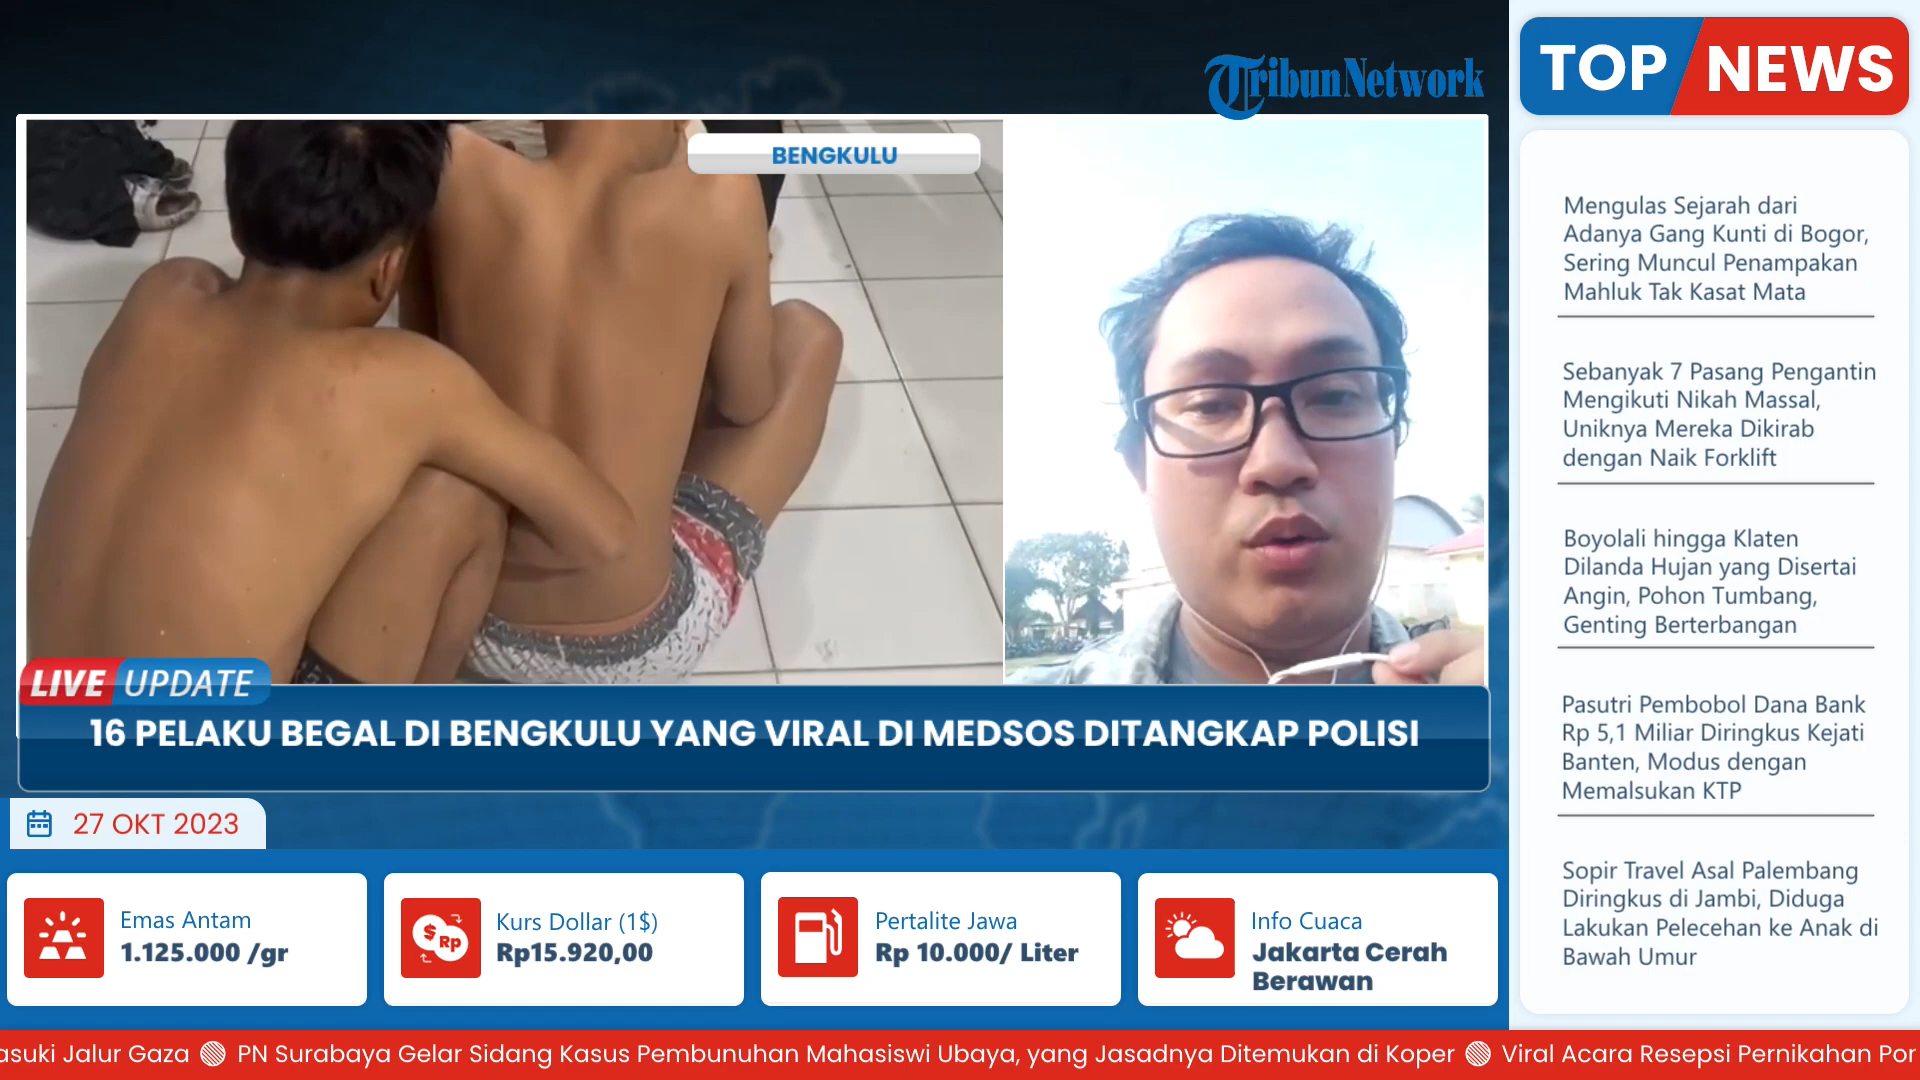 TribunNetwork
TOP NEWS
BENGKULU
Mengulas Sejarah dari
Adanya Gang Kunti di Bogor,
Sering Muncul Penampakan
Mahluk Tak Kasat Mata
Sebanyak 7 Pasang Pengantin
Mengikuti Nikah Massal,
Uniknya Mereka Dikirab
dengan Naik Forklift
Boyolali hingga Klaten
Dilanda Hujan yang Disertai
Angin, Pohon Tumbang,
Genting Berterbangan
Pasutri Pembobol Dana Bank
Rp 5,1 Miliar Diringkus Kejati
Banten, Modus dengan
Memalsukan KTP
Sopir Travel Asal Palembang
Diringkus di Jambi, Diduga
Lakukan Pelecehan ke Anak di
Bawah Umur
LIVE UPDATE
16 PELAKU BEGAL DI BENGKULU YANG VIRAL DI MEDSOS DITANGKAP POLISI
27 OKT 2023
Emas Antam
1.125.000 /gr
$ Rp
Kurs Dollar (1$)
Rp15.920,00
Pertalite Jawa
Rp 10.000/ Liter
Info Cuaca
Jakarta Cerah
Berawan
asuki Jalur Gaza PN Surabaya Gelar Sidang Kasus Pembunuhan Mahasiswi Ubaya, yang Jasadnya Ditemukan di Koper Viral Acara Resepsi Pernikahan Por